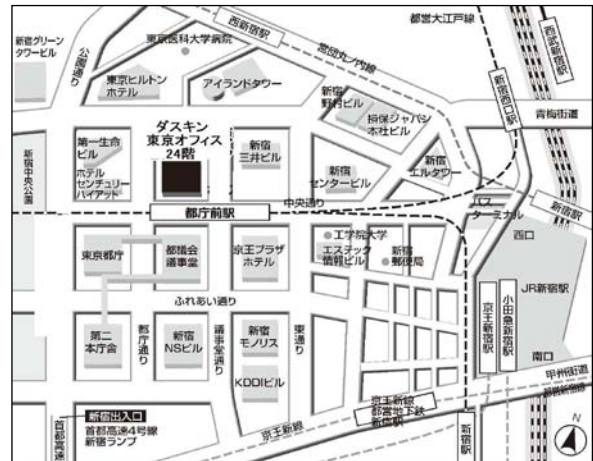 西新宿駅
営団丸ノ内線
都営大江戸線
西武新宿駅
新宿グリーン
タワービル
公園通り
東京医科大学病院
東京ヒルトン
ホテル
アイランドタワー
新宿
野村ビル
損保ジャパン
本社ビル
新宿西口駅
青梅街道
新宿中央公園
第一生命
ビル
ホテル
センチュリー
ハイアット
ダスキン
東京オフィス
24階
新宿
三井ビル
新宿
センタービル
新宿
エルタワー
中央通り
バス
ターミナル
新宿駅
都庁前駅
西口
東京都庁
都議会
議事堂
京王プラザ
ホテル
工学院大学
エステック
情報ビル
新宿
郵便局
JR新宿駅
京王新宿駅
小田急新宿駅
ふれあい通り
南口
第二
本庁舎
都庁通り
新宿
NSビル
議事堂通り
新宿
モノリス
KDDIビル
東通り
甲州街道
都営新宿線
京王新線
都営地下鉄
新宿駅
京王新線
新宿駅
新宿出入口
首都高速4号線
新宿ランプ
首都高速
N